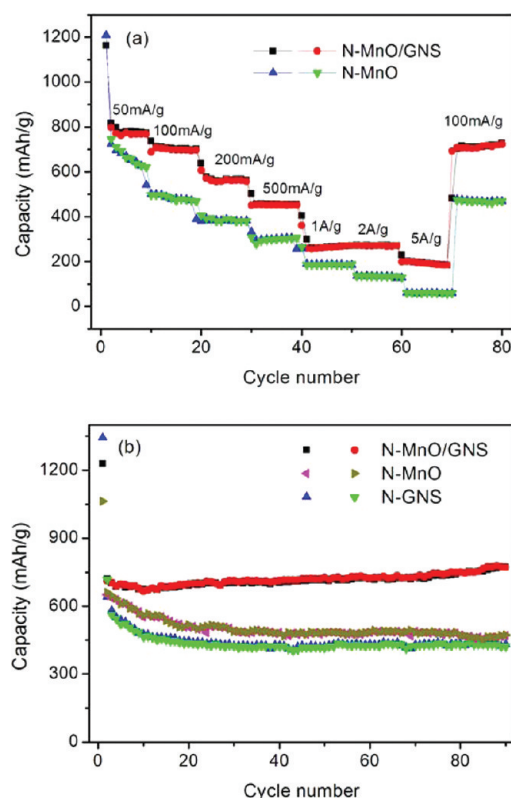 (a)
N-MnO/GNS
N-MnO
50mA/g
100mA/g
200mA/g
500mA/g
1A/g
2A/g
5A/g
100mA/g
Capacity (mAh/g)
1200
1000
800
600
400
200
0
0 20 40 60 80
Cycle number
(b)
N-MnO/GNS
N-MnO
N-GNS
Capacity (mAh/g)
1200
900
600
300
0
0 20 40 60 80
Cycle number